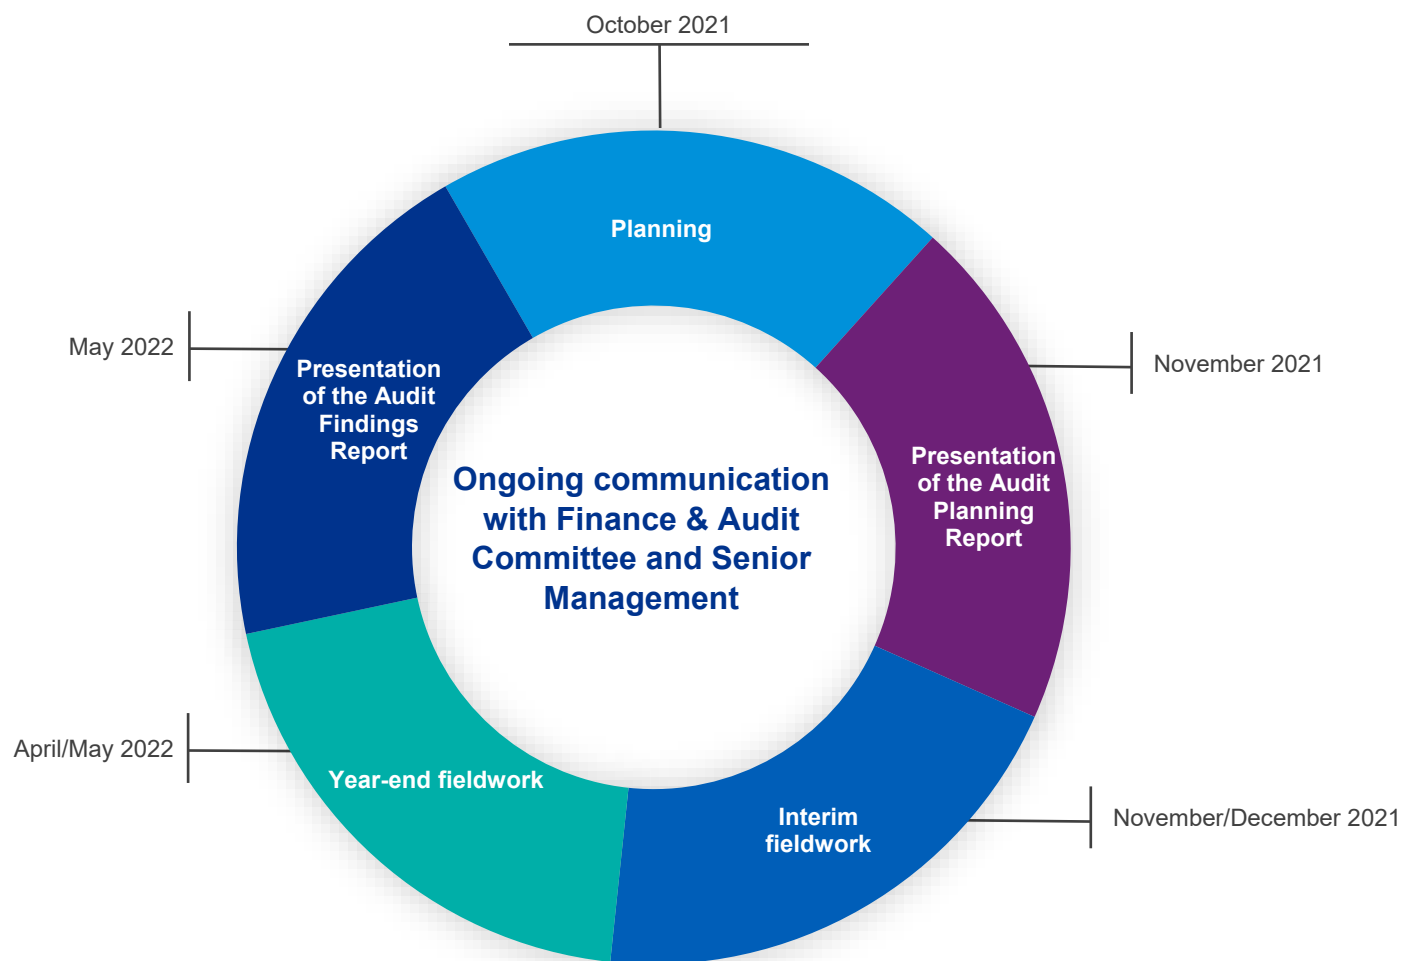 October 2021
Planning
November 2021
Presentation
of the Audit
Planning
Report
November/December 2021
Interim
fieldwork
April/May 2022
Year-end fieldwork
May 2022
Presentation
of the Audit
Findings
Report
Ongoing communication
with Finance & Audit
Committee and Senior
Management